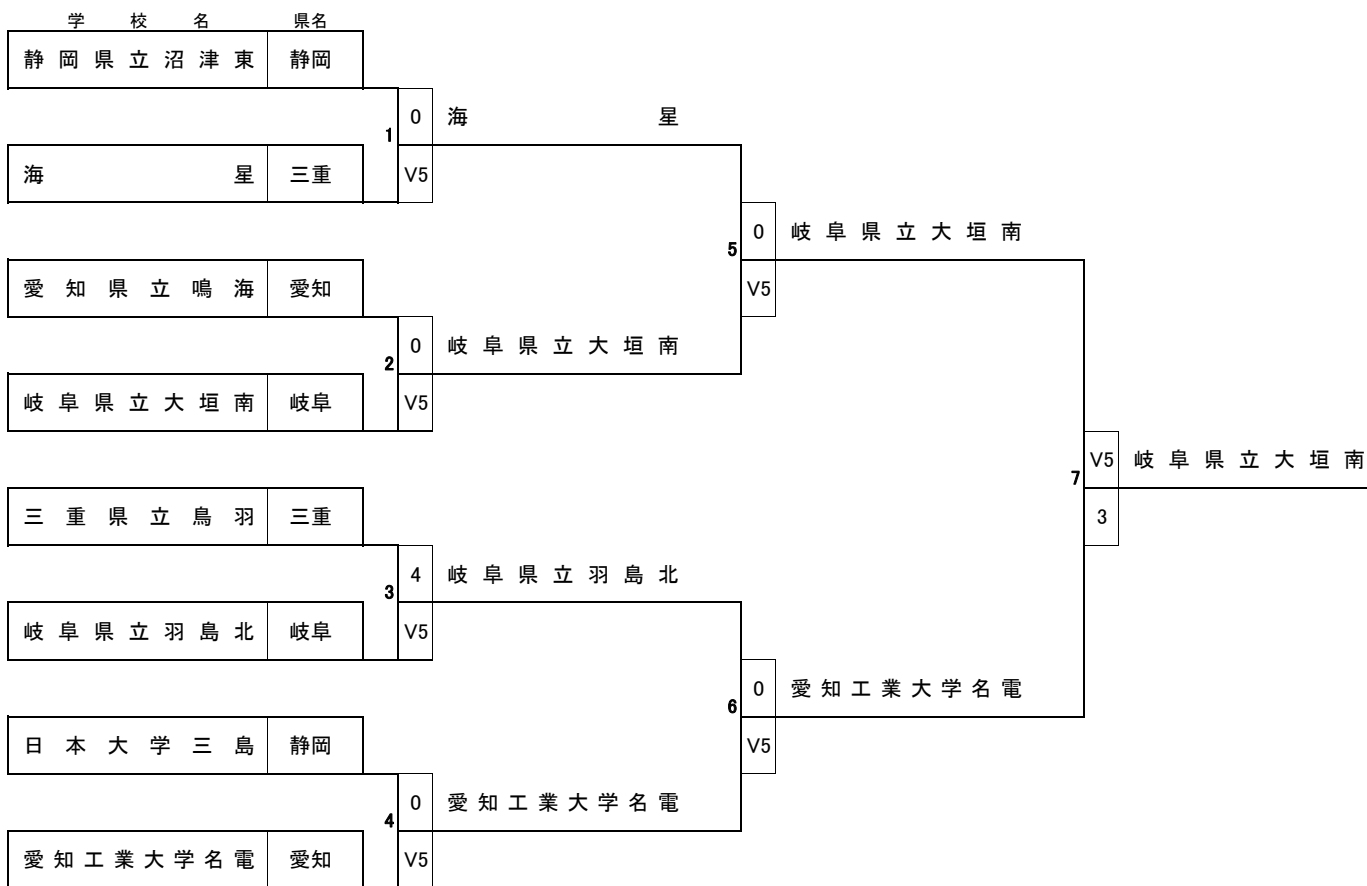 学校名 県名
静岡県立沼津東 静岡
0 海星
1
海星 三重 V5
0 岐阜県立大垣南
5
愛知県立鳴海 愛知 V5
0 岐阜県立大垣南
2
岐阜県立大垣南 岐阜 V5
V5 岐阜県立大垣南
7
三重県立鳥羽 三重 3
4 岐阜県立羽島北
3
岐阜県立羽島北 岐阜 V5
0 愛知工業大学名電
6
日本大学三島 静岡 V5
0 愛知工業大学名電
4
愛知工業大学名電 愛知 V5